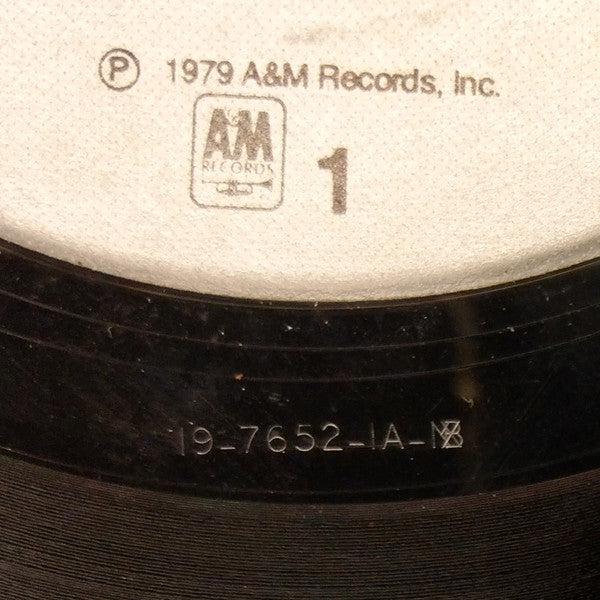 ℗ 1979 A&M Records, Inc.
A&M
RECORDS
1
19-7652-1A-